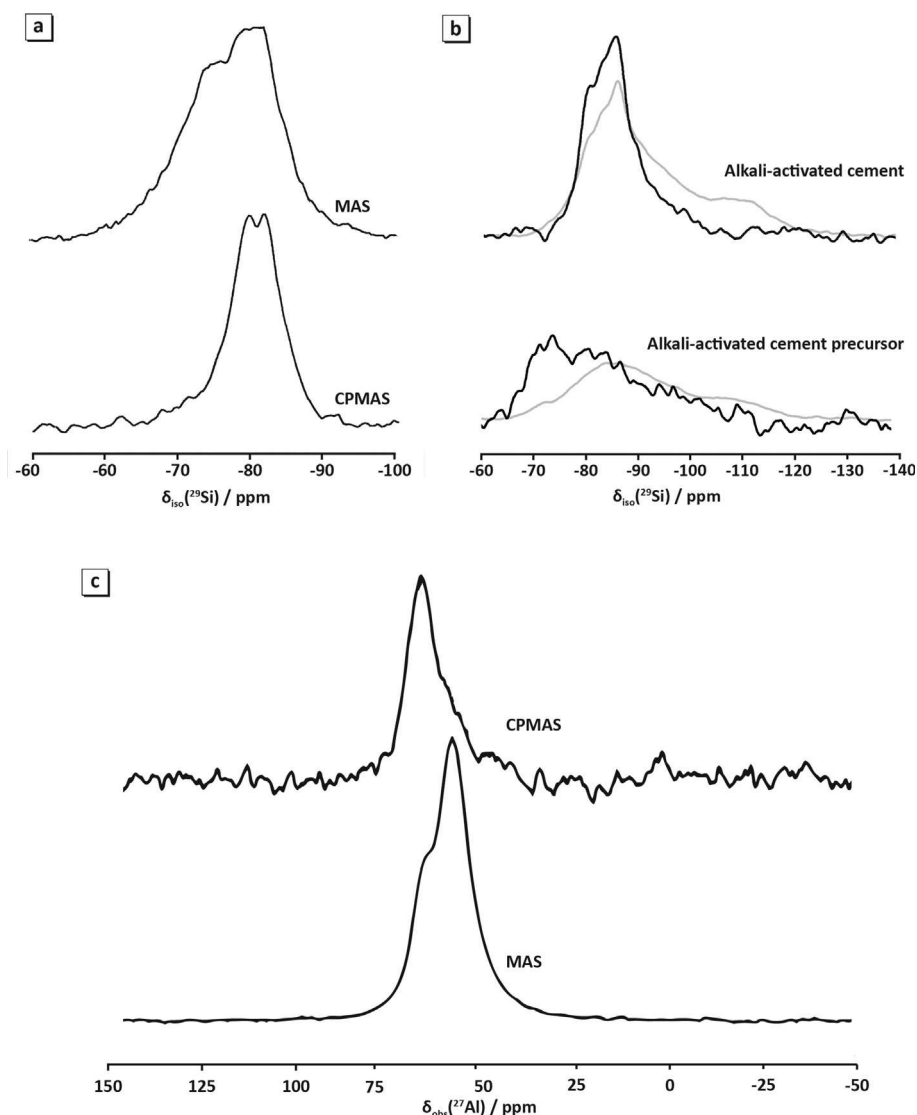 a
MAS
CPMAS
-60 -70 -80 -90 -100
δiso(²⁹Si) / ppm
b
Alkali-activated cement
Alkali-activated cement precursor
-60 -70 -80 -90 -100 -110 -120 -130 -140
δiso(²⁹Si) / ppm
c
CPMAS
MAS
150 125 100 75 50 25 0 -25 -50
δobs(²⁷Al) / ppm